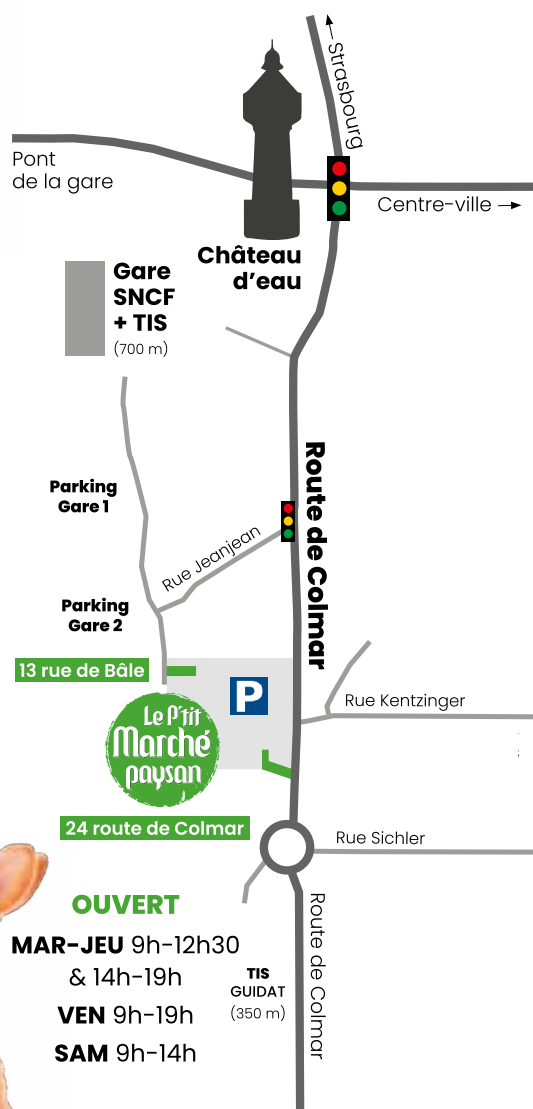 Strasbourg
Pont
de la gare
Centre-ville
Château
d'eau
Gare
SNCF
+ TIS
(700 m)
Route de Colmar
Parking
Gare 1
Rue Jeanjean
Parking
Gare 2
13 rue de Bâle
P
Rue Kentzinger
Le P'tit
Marché
paysan
24 route de Colmar
Rue Sichler
OUVERT
MAR-JEU 9h-12h30
& 14h-19h
VEN 9h-19h
SAM 9h-14h
Route de Colmar
TIS
GUIDAT
(350 m)